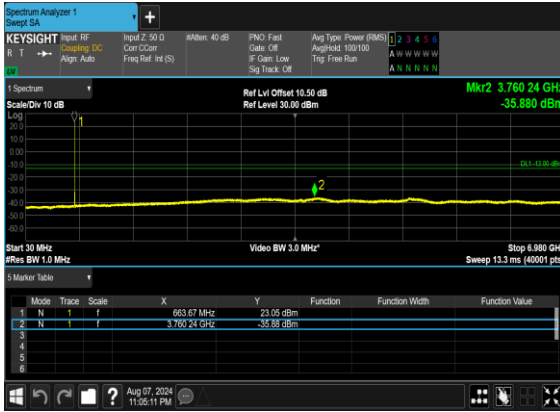 Spectrum Analyzer 1
Swept SA
+
KEYSIGHT Input: RF Input Z: 50 Ω #Atten: 40 dB PNO: Fast Avg Type: Power (RMS) 1 2 3 4 5 6
R T Coupling: DC Corr CCorr Gate: Off Avg|Hold: 100/100 A W W W W W
Align: Auto Freq Ref: Int (S) IF Gain: Low Trig: Free Run
Sig Track: Off A N N N N N
1 Spectrum
Ref Lvl Offset 10.50 dB Mkr2 3.760 24 GHz
Scale/Div 10 dB Ref Level 30.00 dBm -35.880 dBm
Log
1
20.0
10.0
0.00
-10.0
DL1 -13.00 dBm
-20.0
2
-30.0
-40.0
-50.0
-60.0
Start 30 MHz Video BW 3.0 MHz* Stop 6.980 GHz
#Res BW 1.0 MHz Sweep 13.3 ms (40001 pts)
5 Marker Table
Mode Trace Scale X Y Function Function Width Function Value
1 N 1 f 663.67 MHz 23.05 dBm
2 N 1 f 3.760 24 GHz -35.88 dBm
3
4
5
6
? Aug 07, 2024
11:05:11 PM